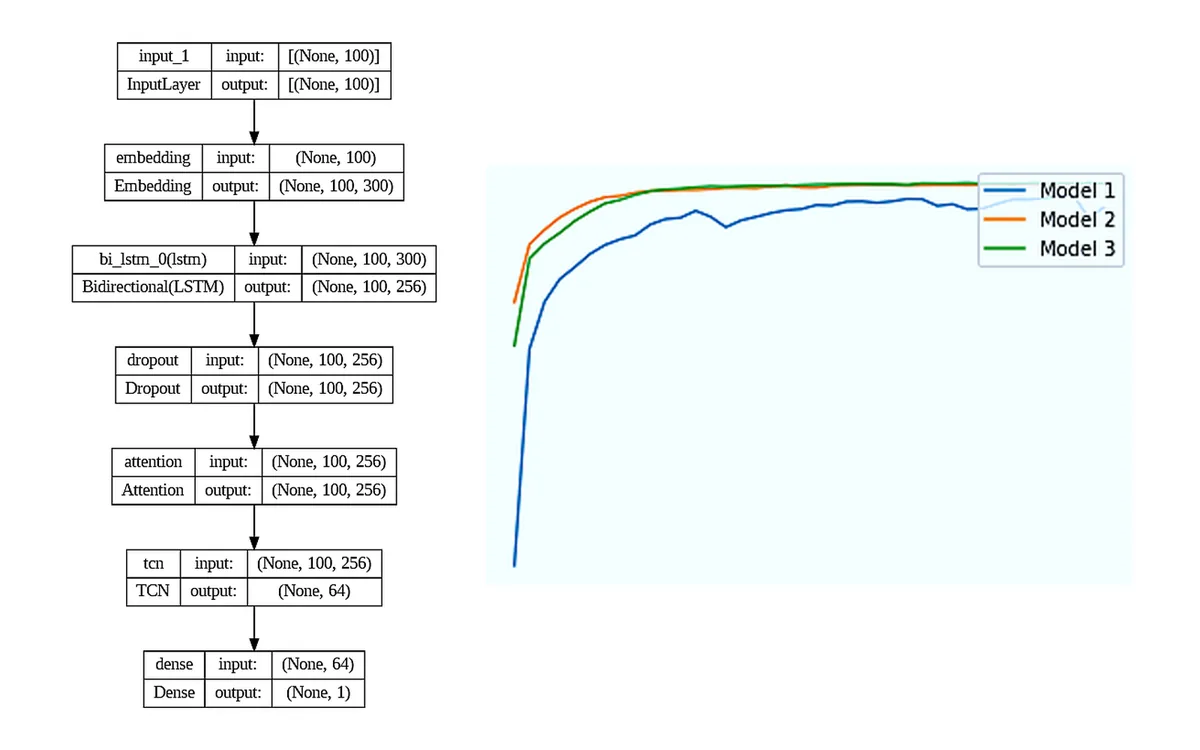 input_1 input: [(None, 100)]
InputLayer output: [(None, 100)]
embedding input: (None, 100)
Embedding output: (None, 100, 300)
bi_lstm_0(lstm) input: (None, 100, 300)
Bidirectional(LSTM) output: (None, 100, 256)
dropout input: (None, 100, 256)
Dropout output: (None, 100, 256)
attention input: (None, 100, 256)
Attention output: (None, 100, 256)
tcn input: (None, 100, 256)
TCN output: (None, 64)
dense input: (None, 64)
Dense output: (None, 1)
Model 1
Model 2
Model 3